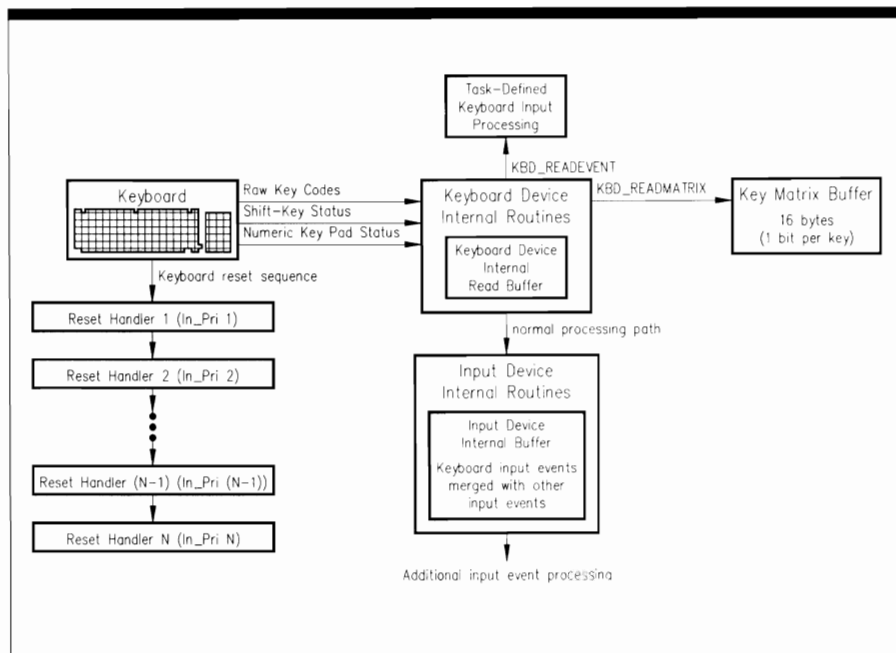 Task-Defined
Keyboard Input
Processing
KBD_READEVENT
Keyboard
Raw Key Codes
Shift-Key Status
Numeric Key Pad Status
Keyboard Device
Internal Routines
Keyboard Device
Internal
Read Buffer
KBD_READMATRIX
Key Matrix Buffer
16 bytes
(1 bit per key)
Keyboard reset sequence
Reset Handler 1 (In_Pri 1)
Reset Handler 2 (In_Pri 2)
Reset Handler (N-1) (In_Pri (N-1))
Reset Handler N (In_Pri N)
normal processing path
Input Device
Internal Routines
Input Device
Internal Buffer
Keyboard input events
merged with other
input events
Additional input event processing